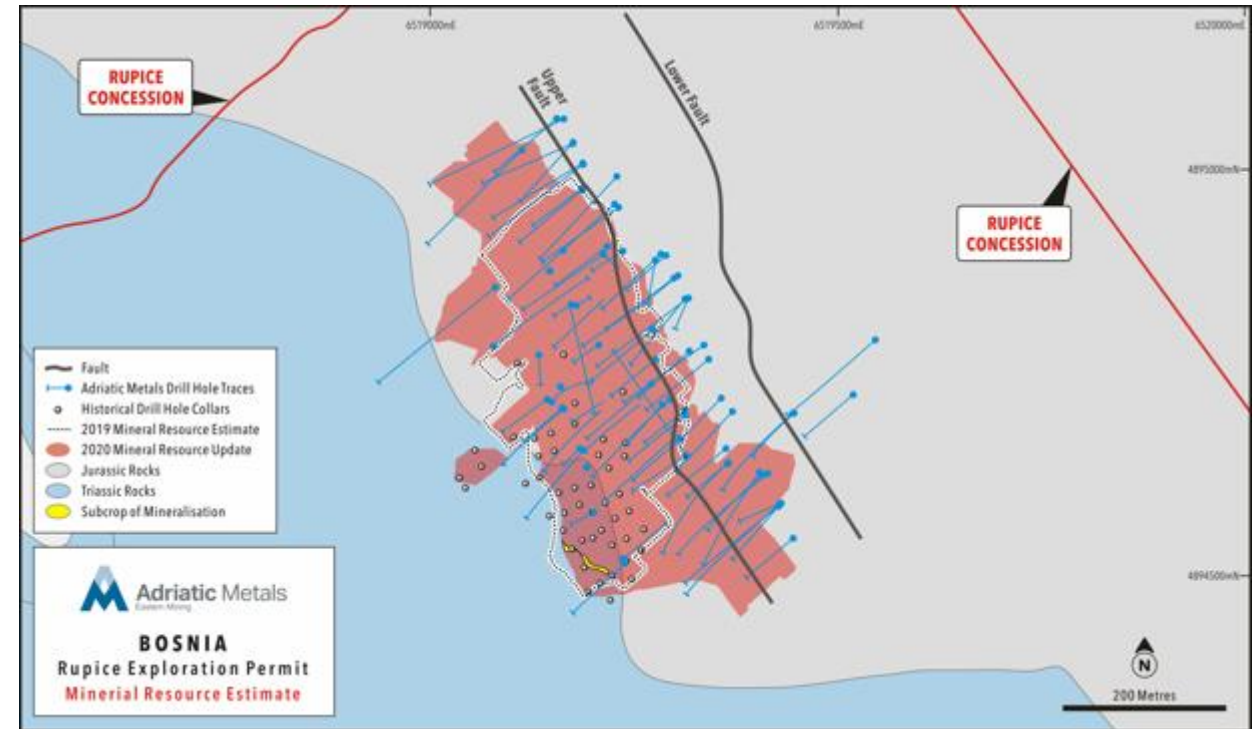 6519000mE
6519500mE
6520000mE
RUPICE
CONCESSION
Upper
Fault
Lower Fault
4895000mN
RUPICE
CONCESSION
Fault
Adriatic Metals Drill Hole Traces
Historical Drill Hole Collars
2019 Mineral Resource Estimate
2020 Mineral Resource Update
Jurassic Rocks
Triassic Rocks
Subcrop of Mineralisation
4894500mN
Adriatic Metals
Eastern Mining
BOSNIA
Rupice Exploration Permit
Minerial Resource Estimate
N
200 Metres